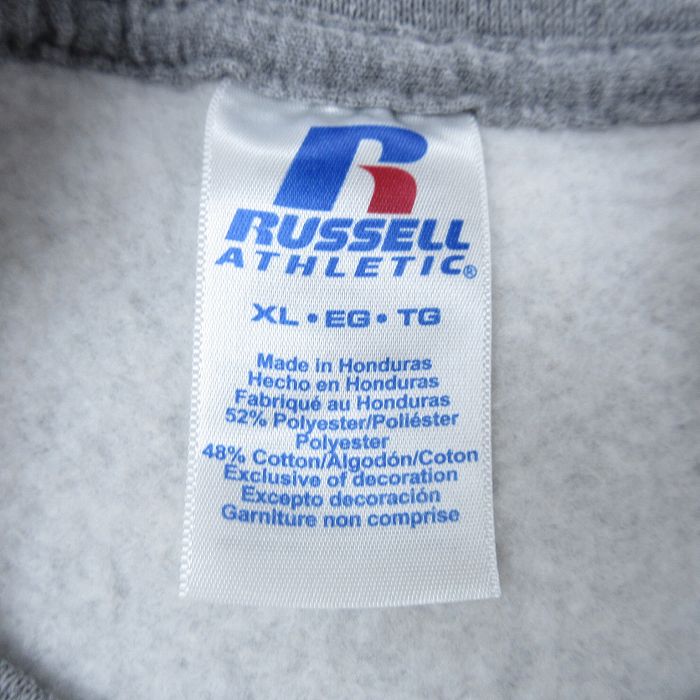 R
RUSSELL
ATHLETIC®
XL • EG • TG
Made in Honduras
Hecho en Honduras
Fabriqué au Honduras
52% Polyester/Poliéster
Polyester
48% Cotton/Algodón/Coton
Exclusive of decoration
Excepto decoración
Garniture non comprise